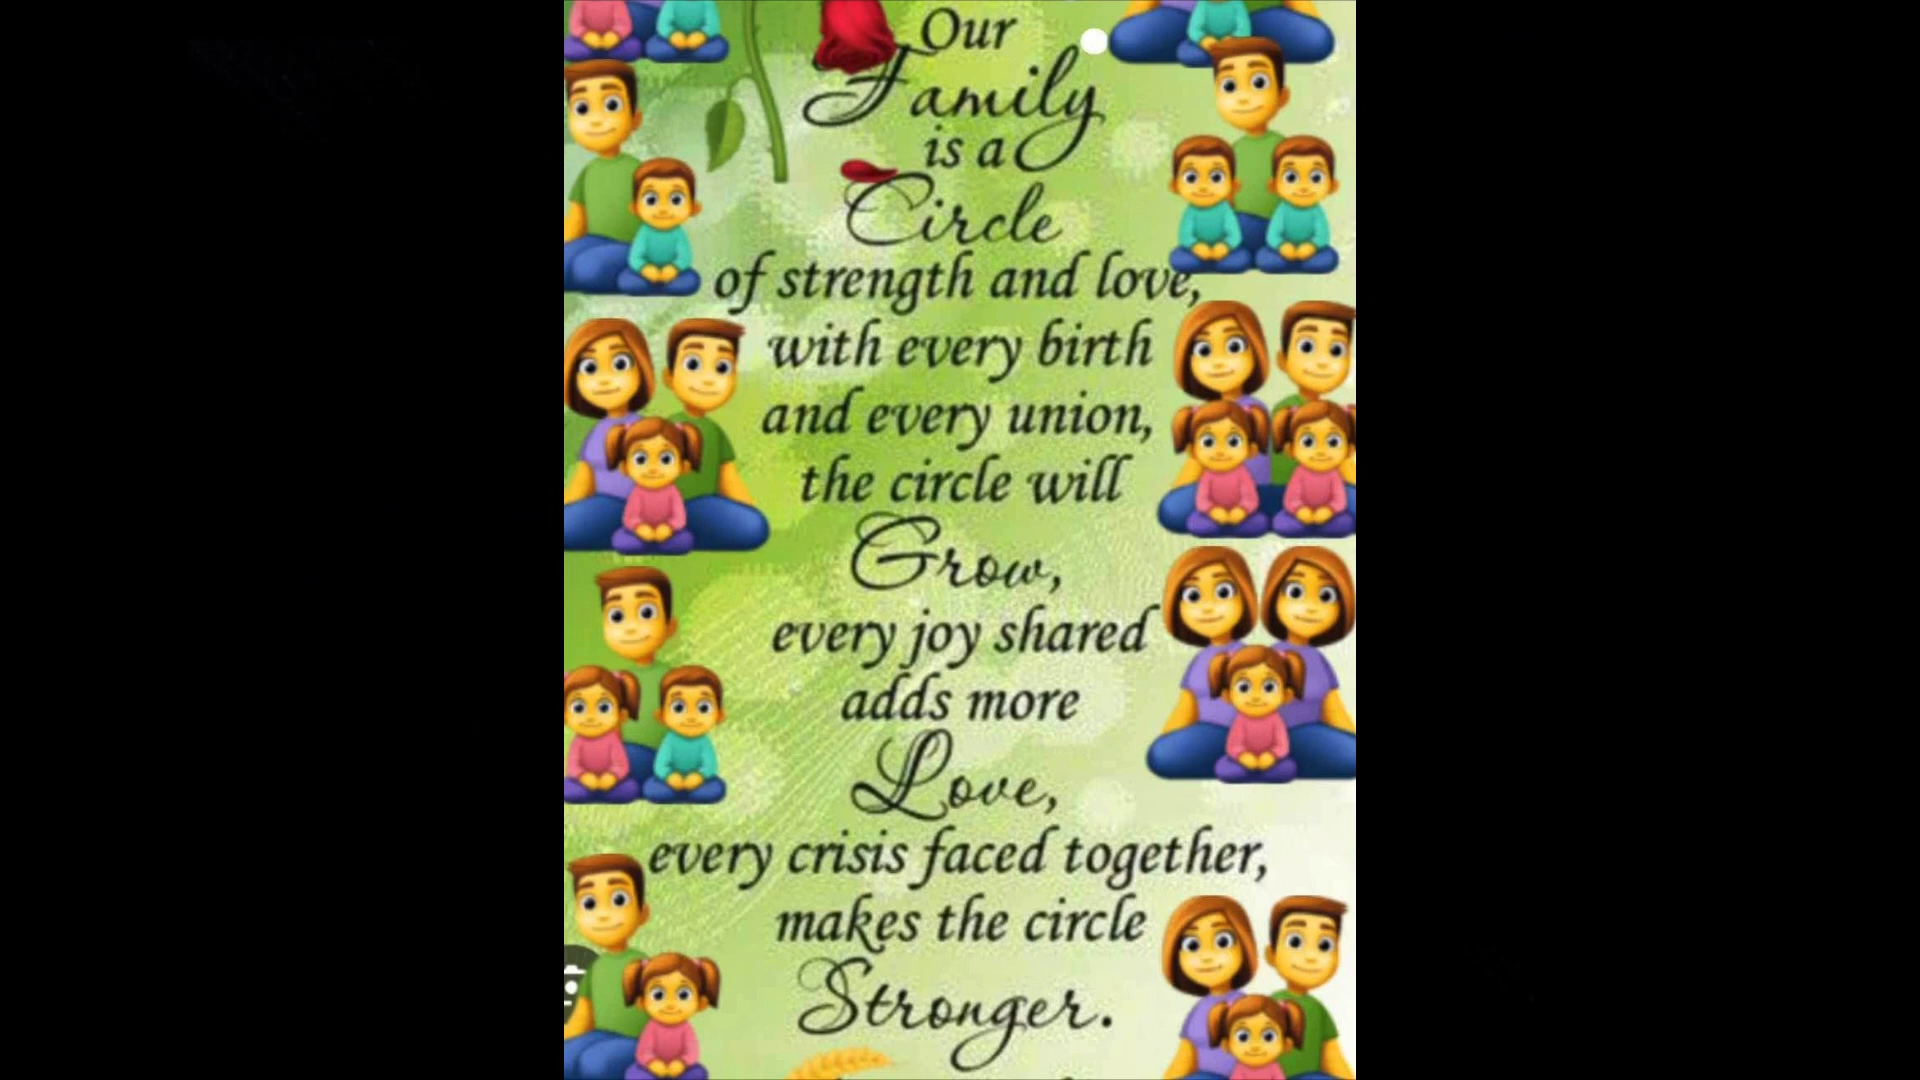 Our
Family
is a
Circle
of strength and love,
with every birth
and every union,
the circle will
Grow,
every joy shared
adds more
Love,
every crisis faced together,
makes the circle
Stronger.